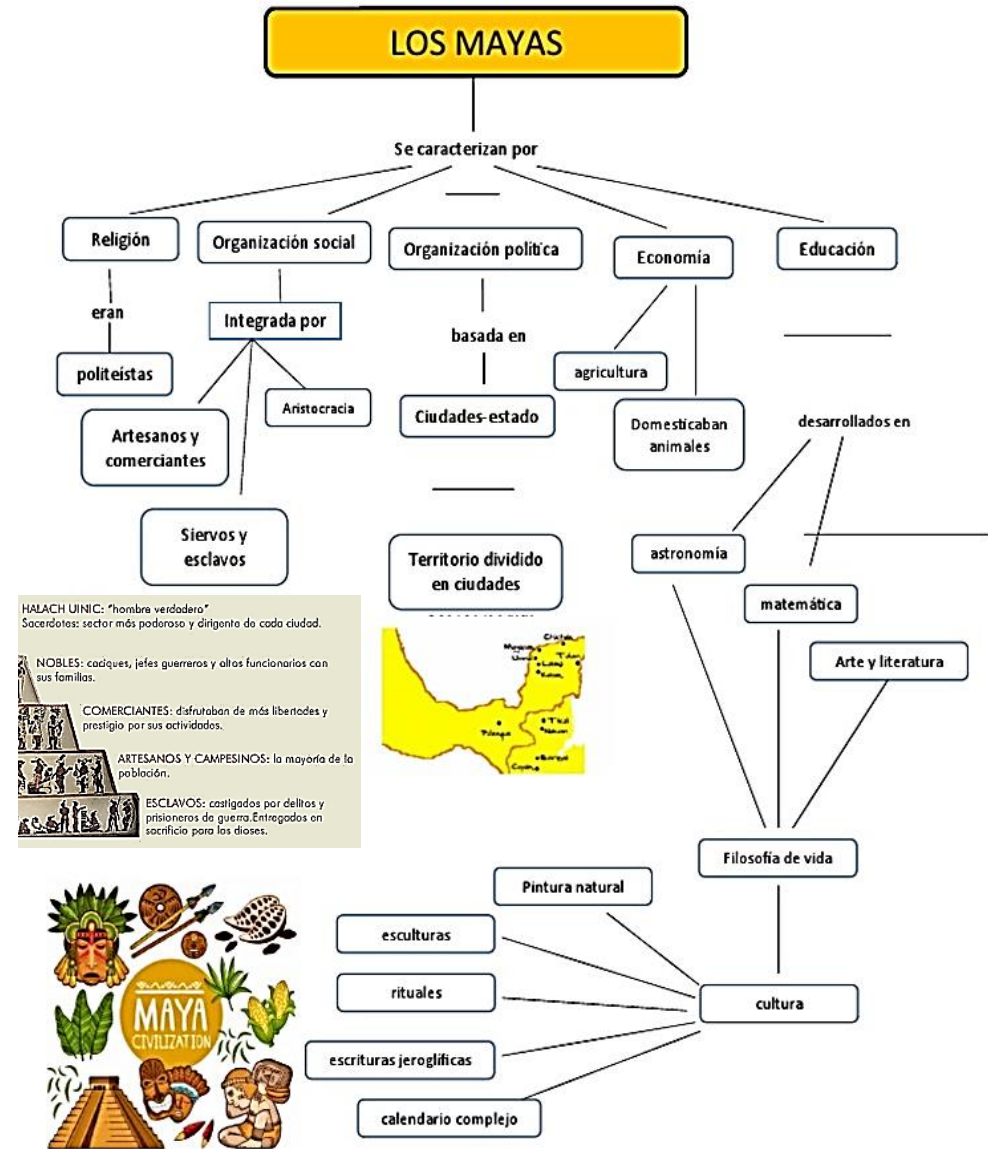 LOS MAYAS
Se caracterizan por
Religión
Organización social
Organización política
Economía
Educación
eran
Integrada por
basada en
politeístas
Aristocracia
Ciudades-estado
agricultura
Domesticaban
animales
desarrollados en
Artesanos y
comerciantes
Siervos y
esclavos
Territorio dividido
en ciudades
astronomía
matemática
Arte y literatura
HALACH UINIC: "hombre verdadero"
Sacerdotes: sector más poderoso y dirigente de cada ciudad.
NOBLES: caciques, jefes guerreros y altos funcionarios con
sus familias.
COMERCIANTES: disfrutaban de más libertades y
prestigio por sus actividades.
ARTESANOS Y CAMPESINOS: la mayoría de la
población.
ESCLAVOS: castigados por delitos y
prisioneros de guerra.Entregados en
sacrificio para los dioses.
Filosofía de vida
Pintura natural
esculturas
rituales
cultura
escrituras jeroglíficas
calendario complejo
MAYA
CIVILIZATION